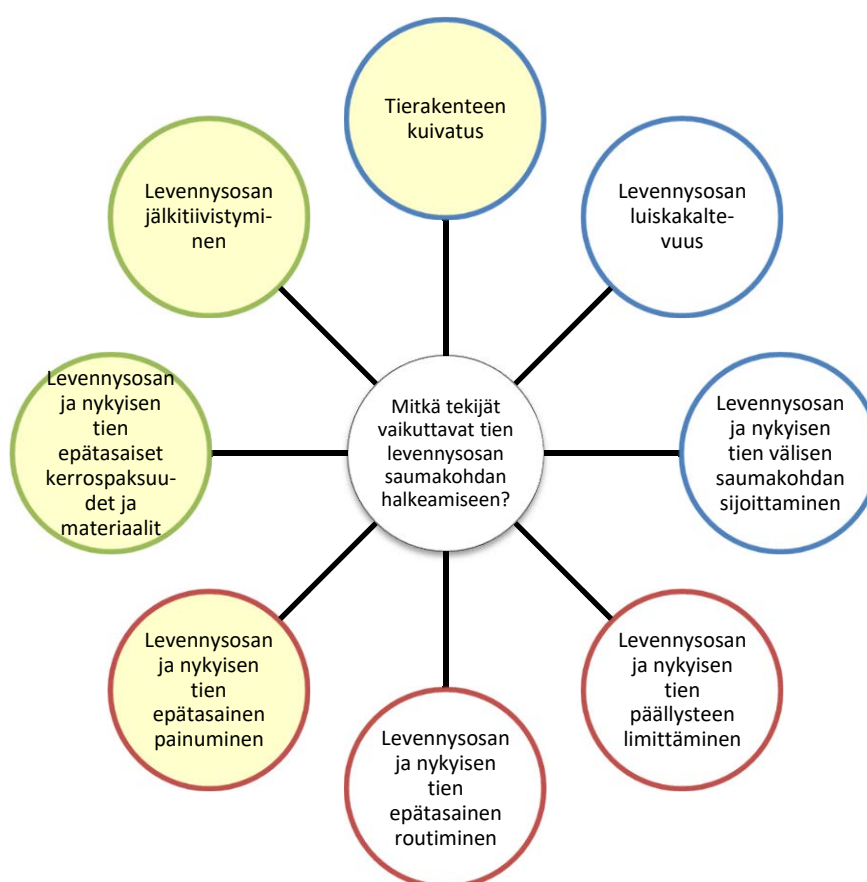 Tierakenteen
kuivatus
Levennysosan
luiskakalte-
vuus
Levennysosan
ja nykyisen
tien välisen
saumakohdan
sijoittaminen
Levennysosan
ja nykyisen
tien
päällysteen
limittäminen
Levennysosan
ja nykyisen
tien
epätasainen
routiminen
Levennysosan
ja nykyisen
tien
epätasainen
painuminen
Levennysosan
ja nykyisen
tien
epätasaiset
kerrospaksuu-
det ja
materiaalit
Levennysosan
jälkitiivistymi-
nen
Mitkä tekijät
vaikuttavat tien
levennysosan
saumakohdan
halkeamiseen?